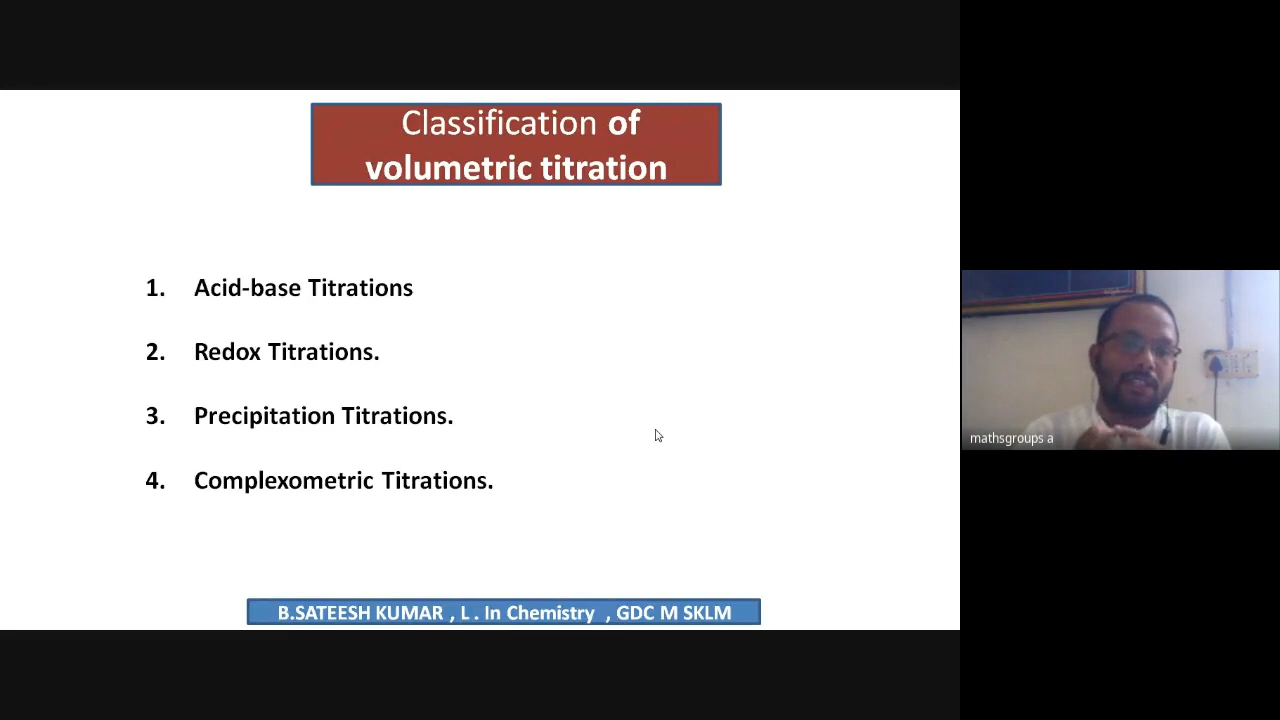 Classification of
volumetric titration
1. Acid-base Titrations
2. Redox Titrations.
3. Precipitation Titrations.
4. Complexometric Titrations.
B.SATEESH KUMAR , L . In Chemistry , GDC M SKLM
mathsgroups a